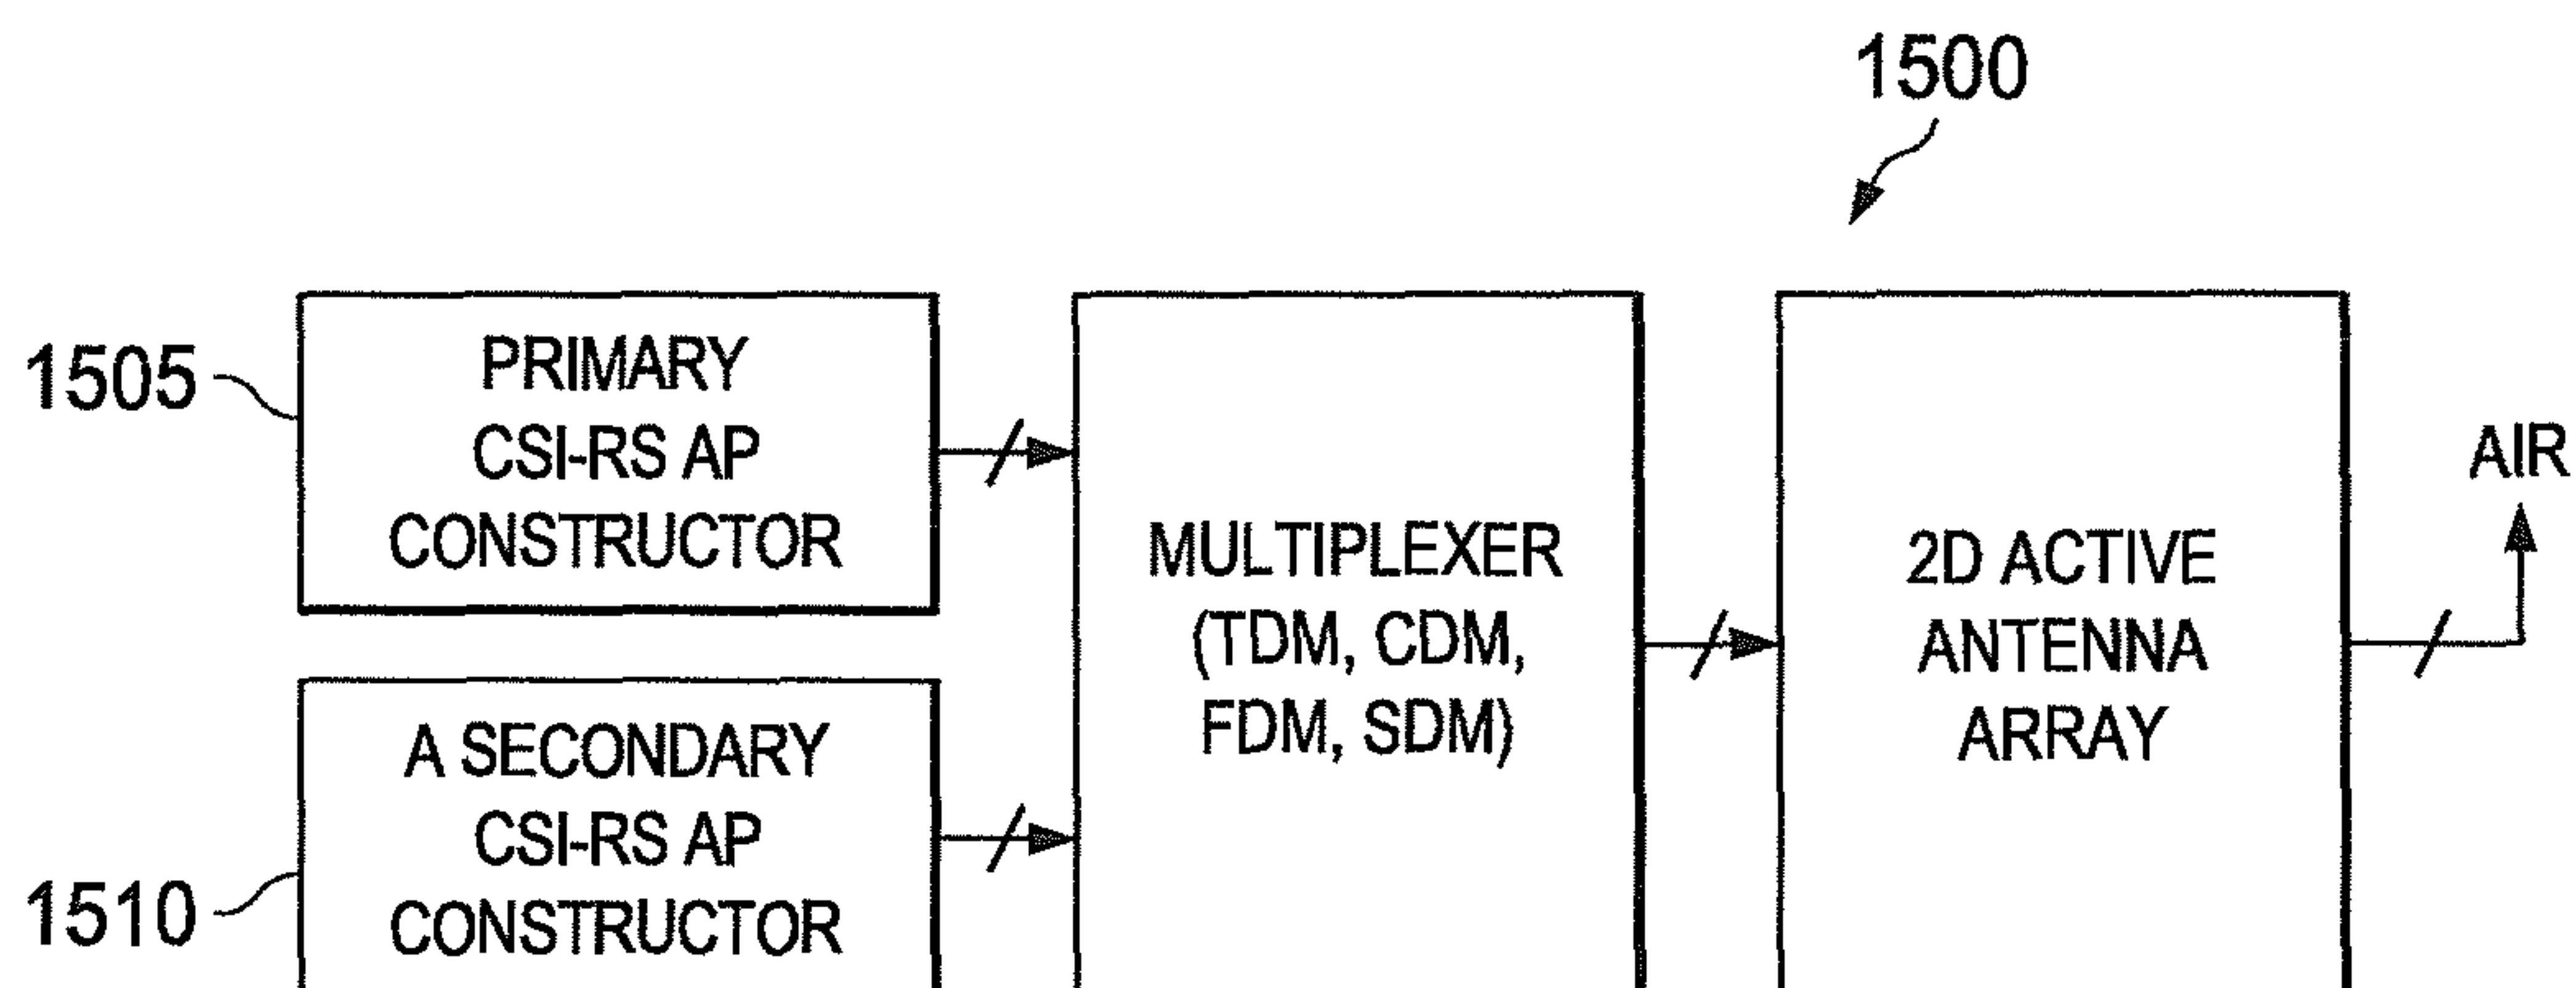 1500
1505
PRIMARY
CSI-RS AP
CONSTRUCTOR
1510
A SECONDARY
CSI-RS AP
CONSTRUCTOR
MULTIPLEXER
(TDM, CDM,
FDM, SDM)
2D ACTIVE
ANTENNA
ARRAY
AIR